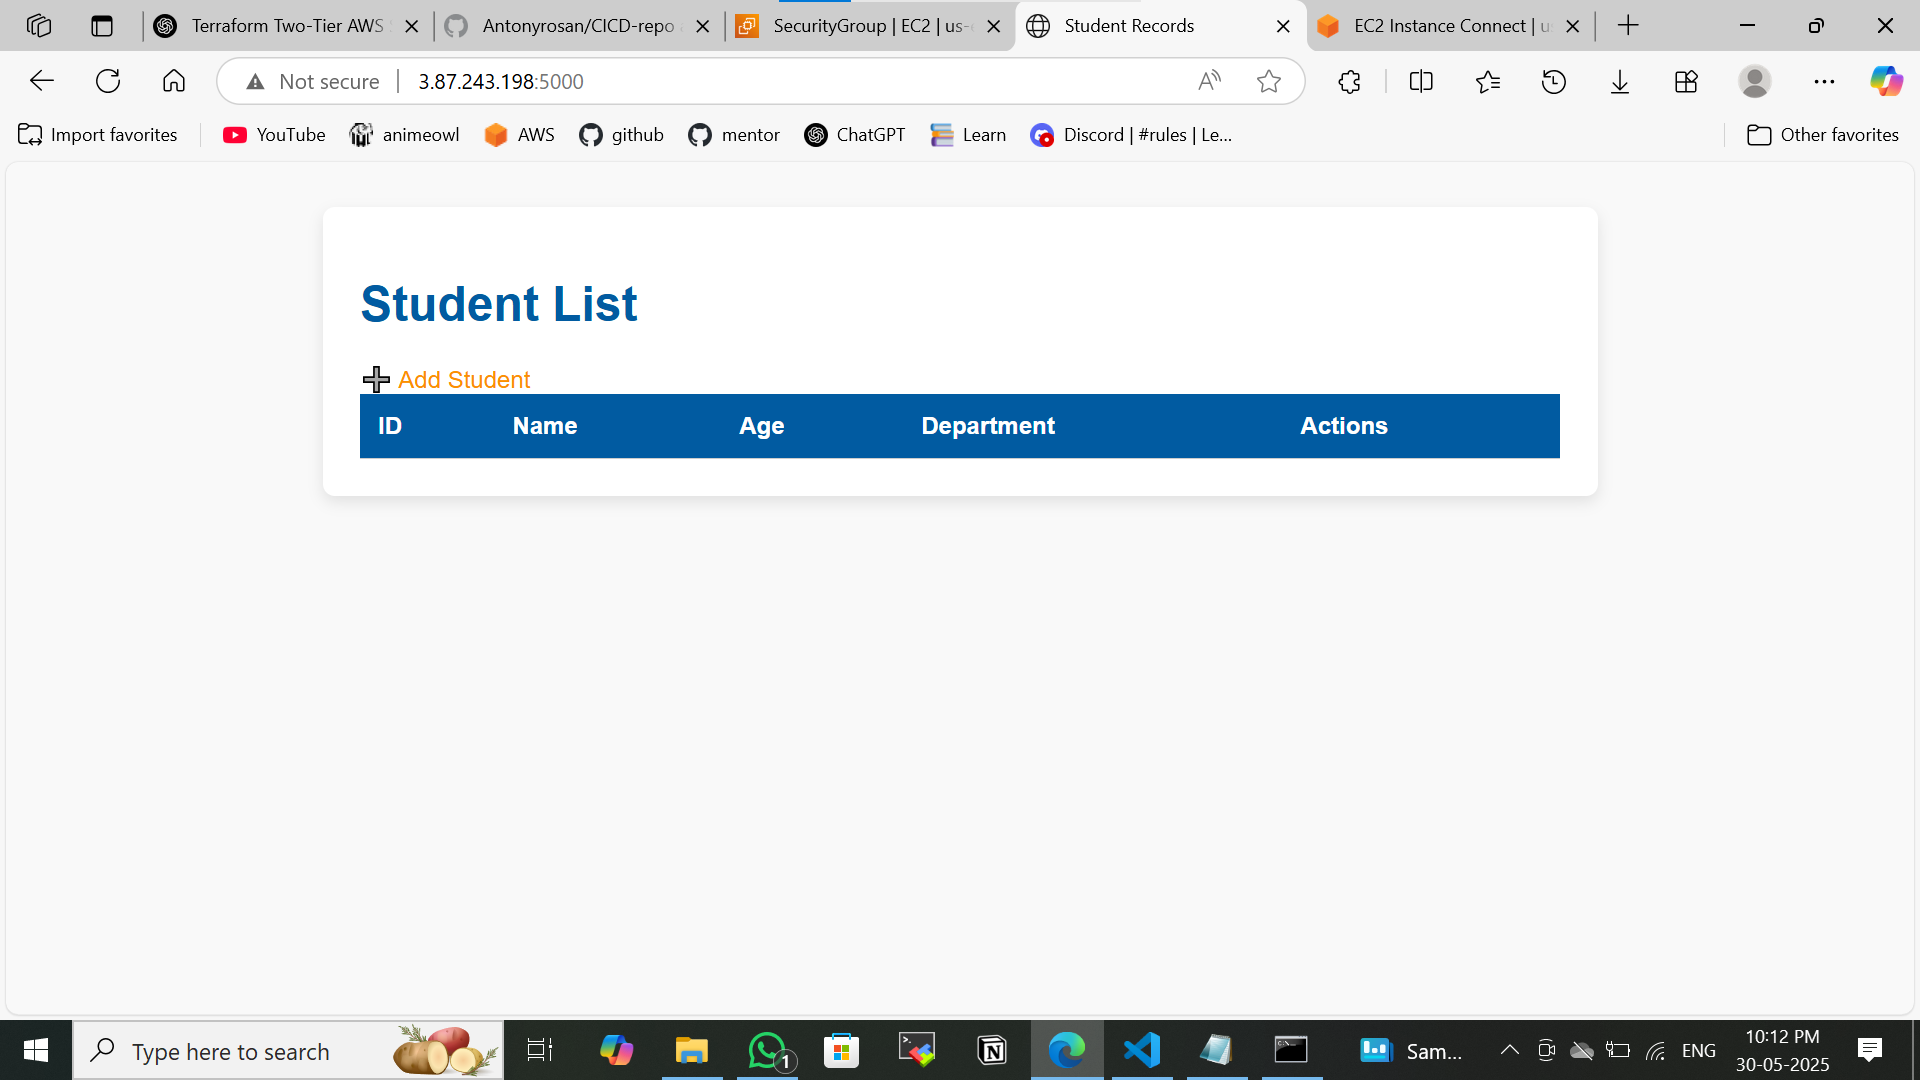 Terraform Two-Tier AWS
Antonyrosan/CICD-repo
SecurityGroup | EC2 | us-
Student Records
EC2 Instance Connect | u
Not secure
3.87.243.198:5000
Import favorites
YouTube
animeowl
AWS
github
mentor
ChatGPT
Learn
Discord | #rules | Le...
Other favorites
Student List
Add Student
ID Name Age Department Actions
Type here to search
1
Sam...
ENG
10:12 PM
30-05-2025